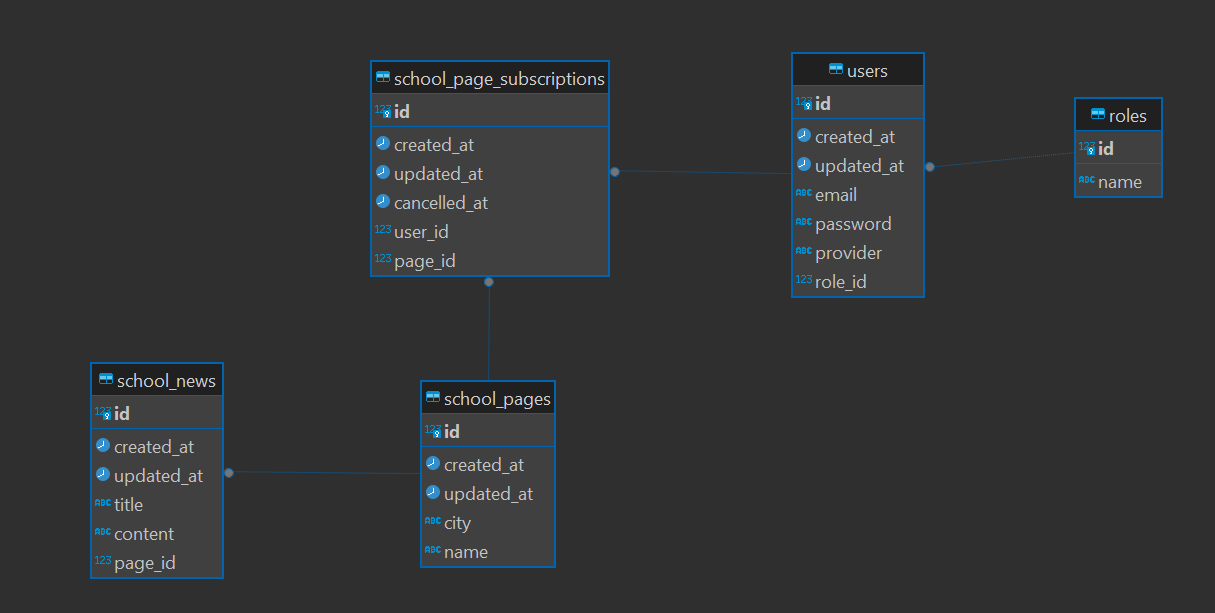 school_page_subscriptions
123 id
created_at
updated_at
cancelled_at
123 user_id
123 page_id
users
123 id
created_at
updated_at
ABC email
ABC password
ABC provider
123 role_id
roles
123 id
ABC name
school_news
123 id
created_at
updated_at
ABC title
ABC content
123 page_id
school_pages
123 id
created_at
updated_at
ABC city
ABC name